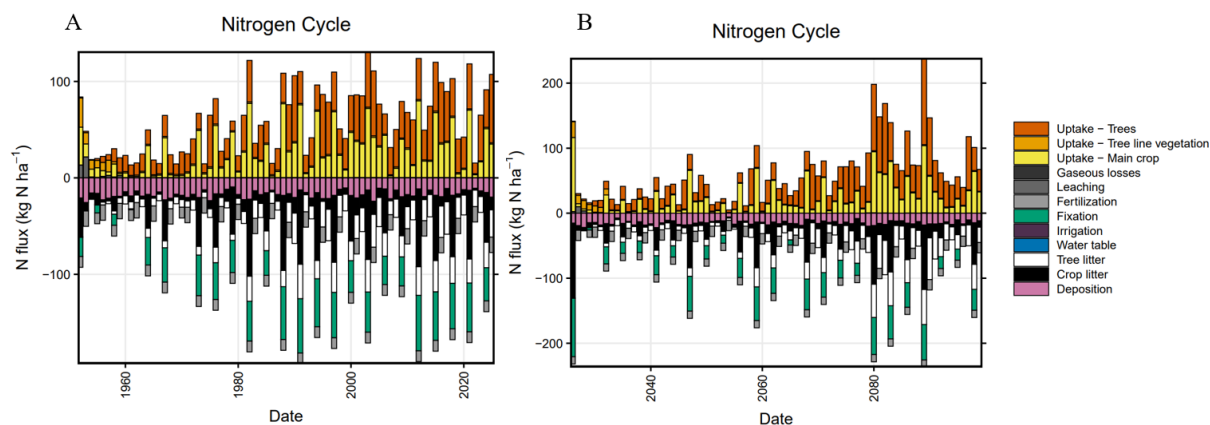 A
Nitrogen Cycle
N flux (kg N ha⁻¹)
100
0
−100
1960
1980
2000
2020
Date
B
Nitrogen Cycle
N flux (kg N ha⁻¹)
200
100
0
−100
−200
2040
2060
2080
Date
Uptake − Trees
Uptake − Tree line vegetation
Uptake − Main crop
Gaseous losses
Leaching
Fertilization
Fixation
Irrigation
Water table
Tree litter
Crop litter
Deposition